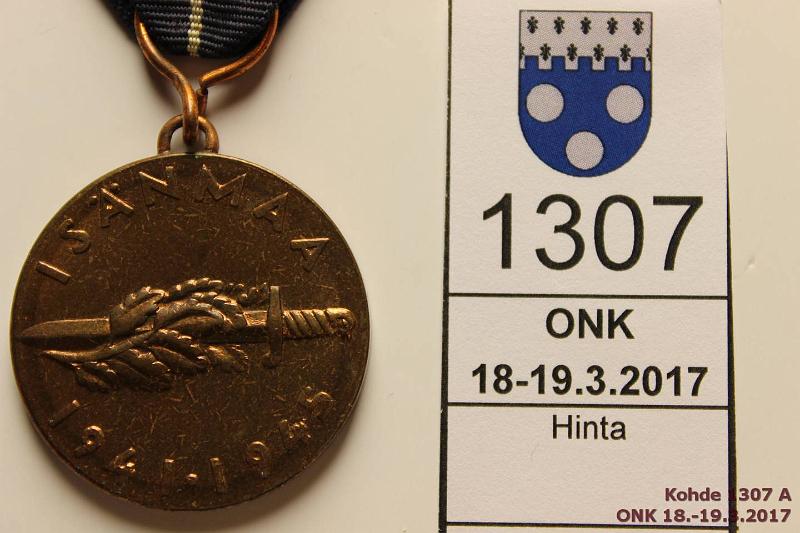 ISÄNMAA
1941·1945
1307
ONK
18-19.3.2017
Hinta
Kohde 1307 A
ONK 18.-19.3.2017